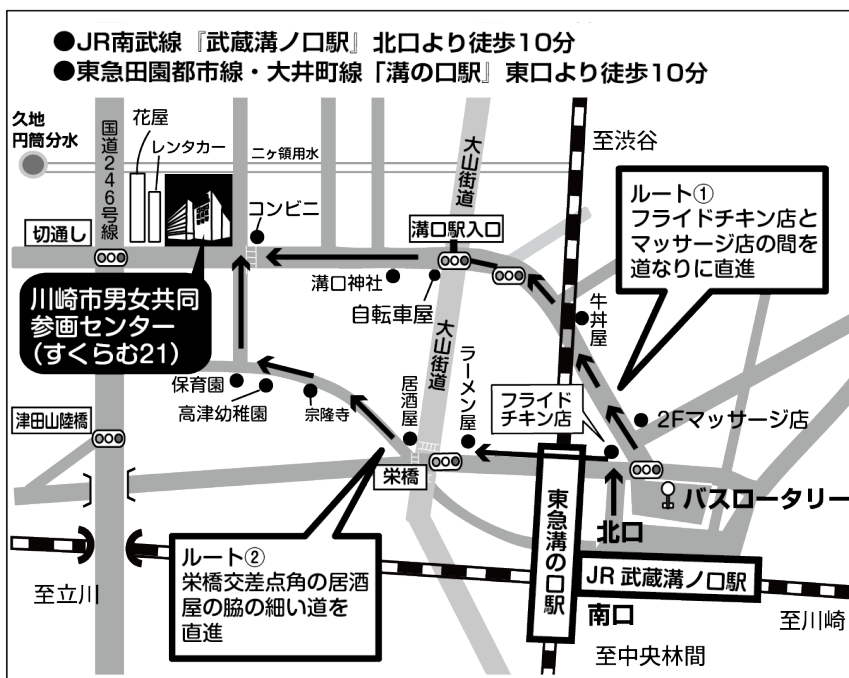 ●JR南武線『武蔵溝ノ口駅』北口より徒歩10分
●東急田園都市線・大井町線「溝の口駅」東口より徒歩10分
久地
円筒分水
国道246号線
花屋
レンタカー
二ヶ領用水
大山街道
至渋谷
ルート①
フライドチキン店と
マッサージ店の間を
道なりに直進
切通し
コンビニ
溝口駅入口
溝口神社
自転車屋
牛丼屋
川崎市男女共同
参画センター
(すくらむ21)
大山街道
ラーメン屋
居酒屋
保育園
高津幼稚園
宗隆寺
フライド
チキン店
2Fマッサージ店
津田山陸橋
栄橋
バスロータリー
北口
東急溝の口駅
ルート②
栄橋交差点角の居酒
屋の脇の細い道を
直進
JR 武蔵溝ノ口駅
至立川
南口
至川崎
至中央林間